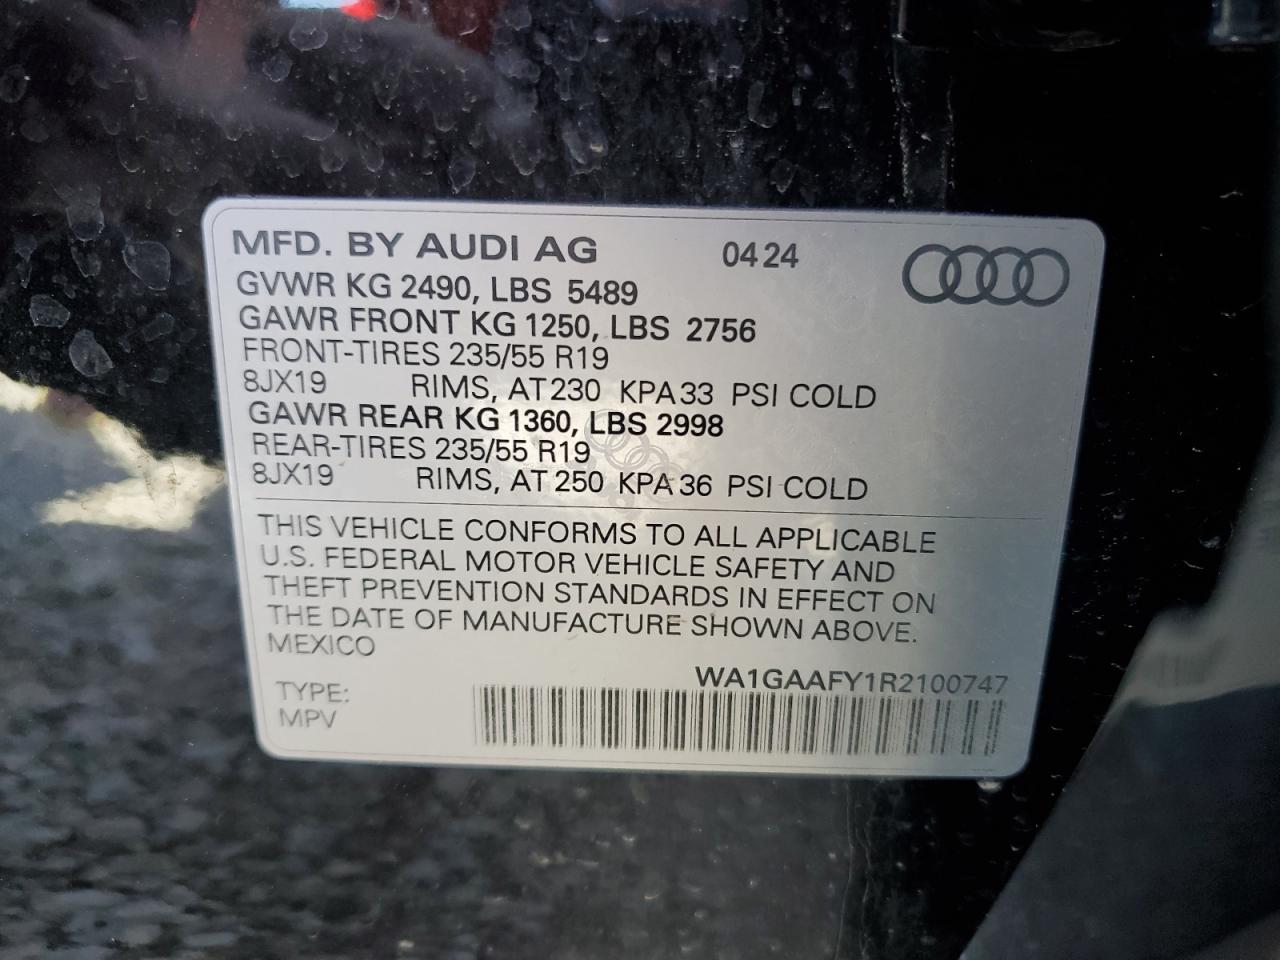 MFD. BY AUDI AG 0424
GVWR KG 2490, LBS 5489
GAWR FRONT KG 1250, LBS 2756
FRONT-TIRES 235/55 R19
8JX19 RIMS, AT 230 KPA 33 PSI COLD
GAWR REAR KG 1360, LBS 2998
REAR-TIRES 235/55 R19
8JX19 RIMS, AT 250 KPA 36 PSI COLD
THIS VEHICLE CONFORMS TO ALL APPLICABLE
U.S. FEDERAL MOTOR VEHICLE SAFETY AND
THEFT PREVENTION STANDARDS IN EFFECT ON
THE DATE OF MANUFACTURE SHOWN ABOVE.
MEXICO
WA1GAAFY1R2100747
TYPE:
MPV